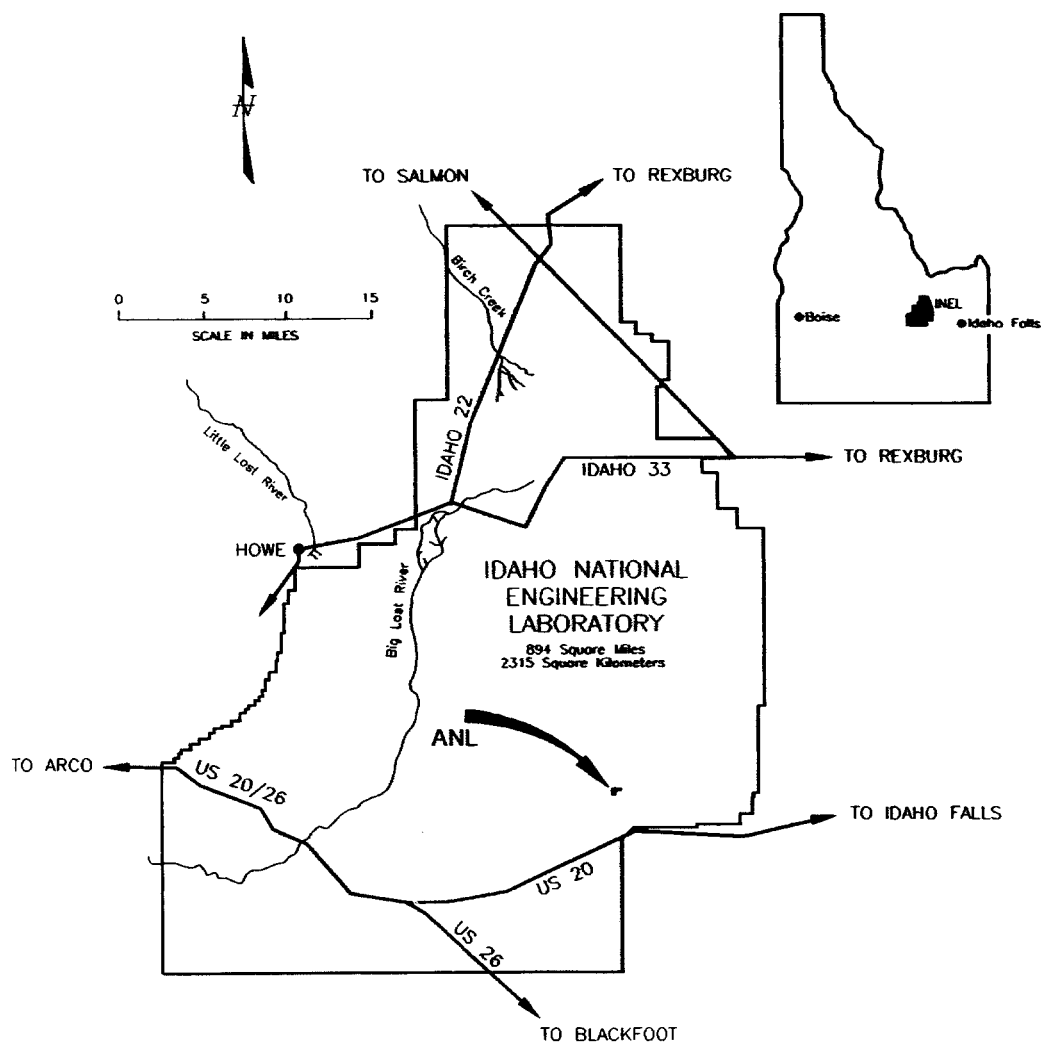 N
TO SALMON
TO REXBURG
Birch Creek
0 5 10 15
SCALE IN MILES
INEL
Boise
Idaho Falls
Little Lost River
IDAHO 22
IDAHO 33
TO REXBURG
HOWE
Big Lost River
IDAHO NATIONAL
ENGINEERING
LABORATORY
894 Square Miles
2315 Square Kilometers
ANL
TO ARCO
US 20/26
TO IDAHO FALLS
US 20
US 26
TO BLACKFOOT